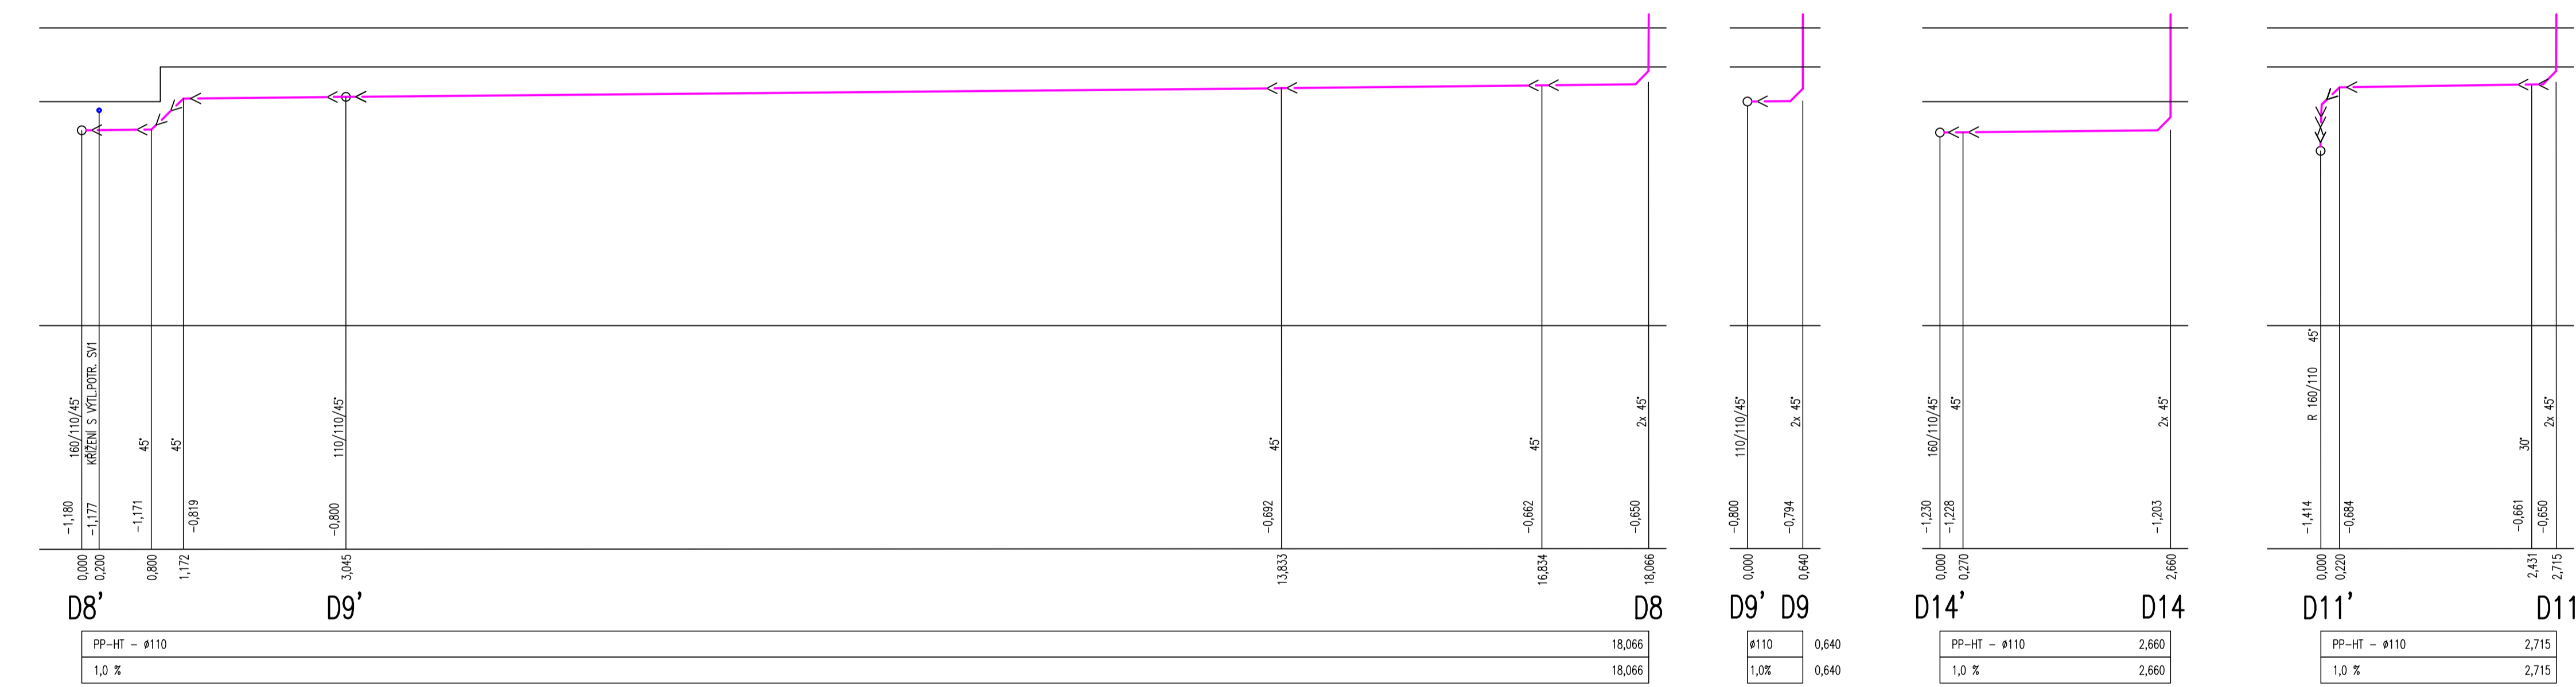 160/110/45°
KŘÍŽENÍ S VÝTL.POTR. SV1
45°
45°
110/110/45°
45°
45°
2x 45°
-1,180
-1,177
-1,171
-0,819
-0,800
-0,692
-0,662
-0,650
0,000
0,200
0,800
1,172
3,045
13,833
16,834
18,066
D8'
D9'
D8
PP-HT - ø110
18,066
1,0 %
18,066
110/110/45°
2x 45°
-0,800
-0,794
0,000
0,640
D9'
D9
ø110
0,640
1,0%
0,640
160/110/45°
45°
2x 45°
-1,230
-1,228
-1,203
0,000
0,270
2,660
D14'
D14
PP-HT - ø110
2,660
1,0 %
2,660
R 160/110 45°
30°
2x 45°
-1,414
-0,684
-0,661
-0,650
0,000
0,220
2,431
2,715
D11'
D11
PP-HT - ø110
2,715
1,0 %
2,715